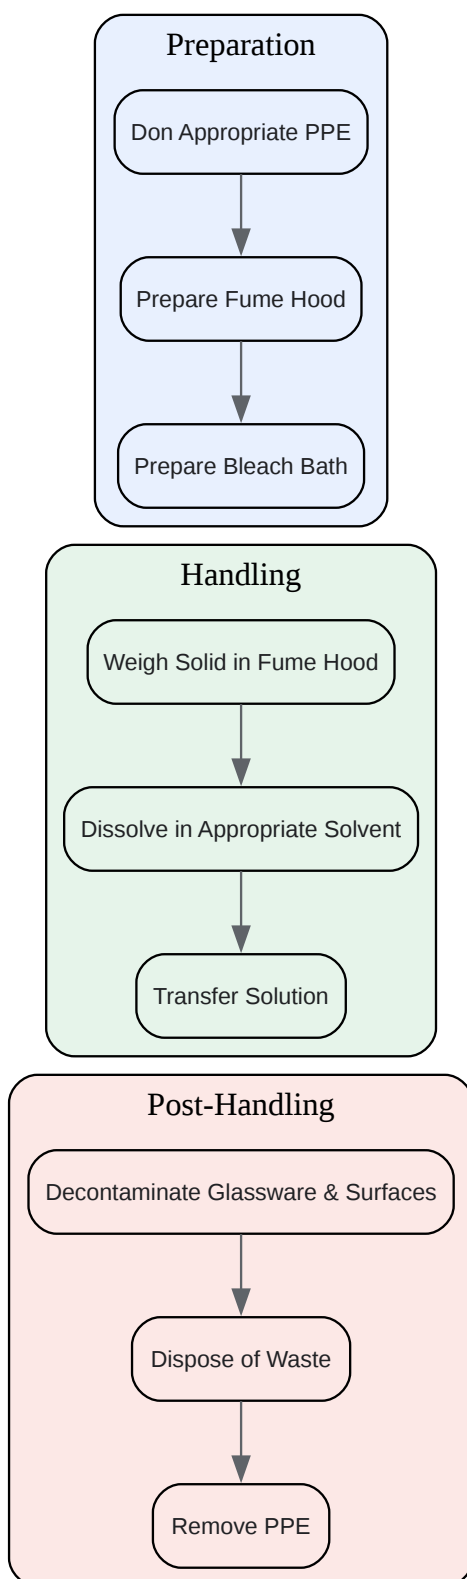 Preparation
Don Appropriate PPE
Prepare Fume Hood
Prepare Bleach Bath
Handling
Weigh Solid in Fume Hood
Dissolve in Appropriate Solvent
Transfer Solution
Post-Handling
Decontaminate Glassware & Surfaces
Dispose of Waste
Remove PPE